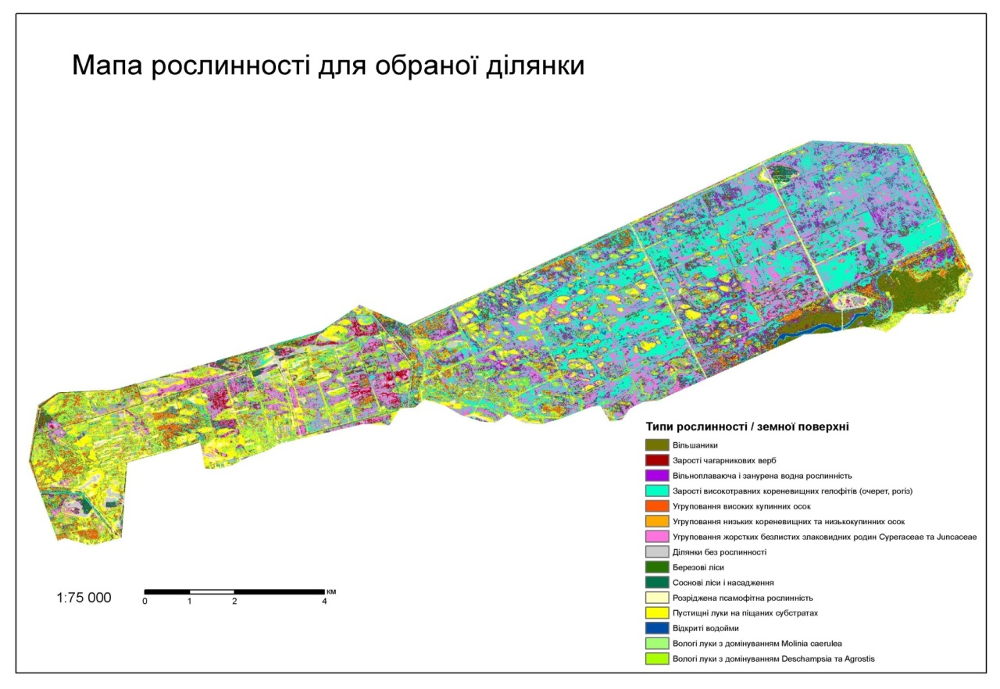 Мапа рослинності для обраної ділянки
Типи рослинності / земної поверхні
Вільшаники
Зарості чагарникових верб
Вільноплаваюча і занурена водна рослинність
Зарості високотравних кореневищних гелофітів (очерет, рогіз)
Угруповання високих купинних осок
Угруповання низьких кореневищних та низькокупинних осок
Угруповання жорстких безлистих злаковидних родин Cyperaceae та Juncaceae
Ділянки без рослинності
Березові ліси
Соснові ліси і насадження
Розріджена псамофітна рослинність
Пустищні луки на піщаних субстратах
Відкриті водойми
Вологі луки з домінуванням Molinia caerulea
Вологі луки з домінуванням Deschampsia та Agrostis
1:75 000
км
0 1 2 4